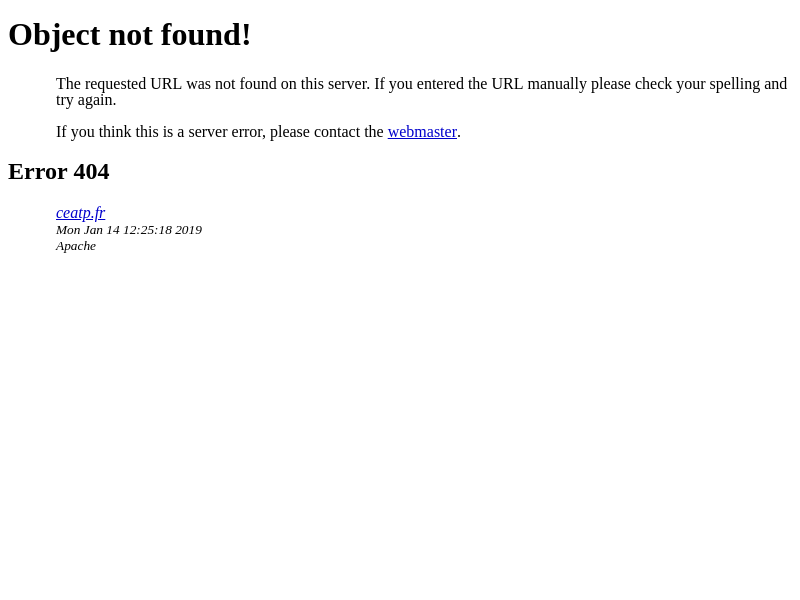 Object not found!
The requested URL was not found on this server. If you entered the URL manually please check your spelling and
try again.
If you think this is a server error, please contact the webmaster.
Error 404
ceatp.fr
Mon Jan 14 12:25:18 2019
Apache